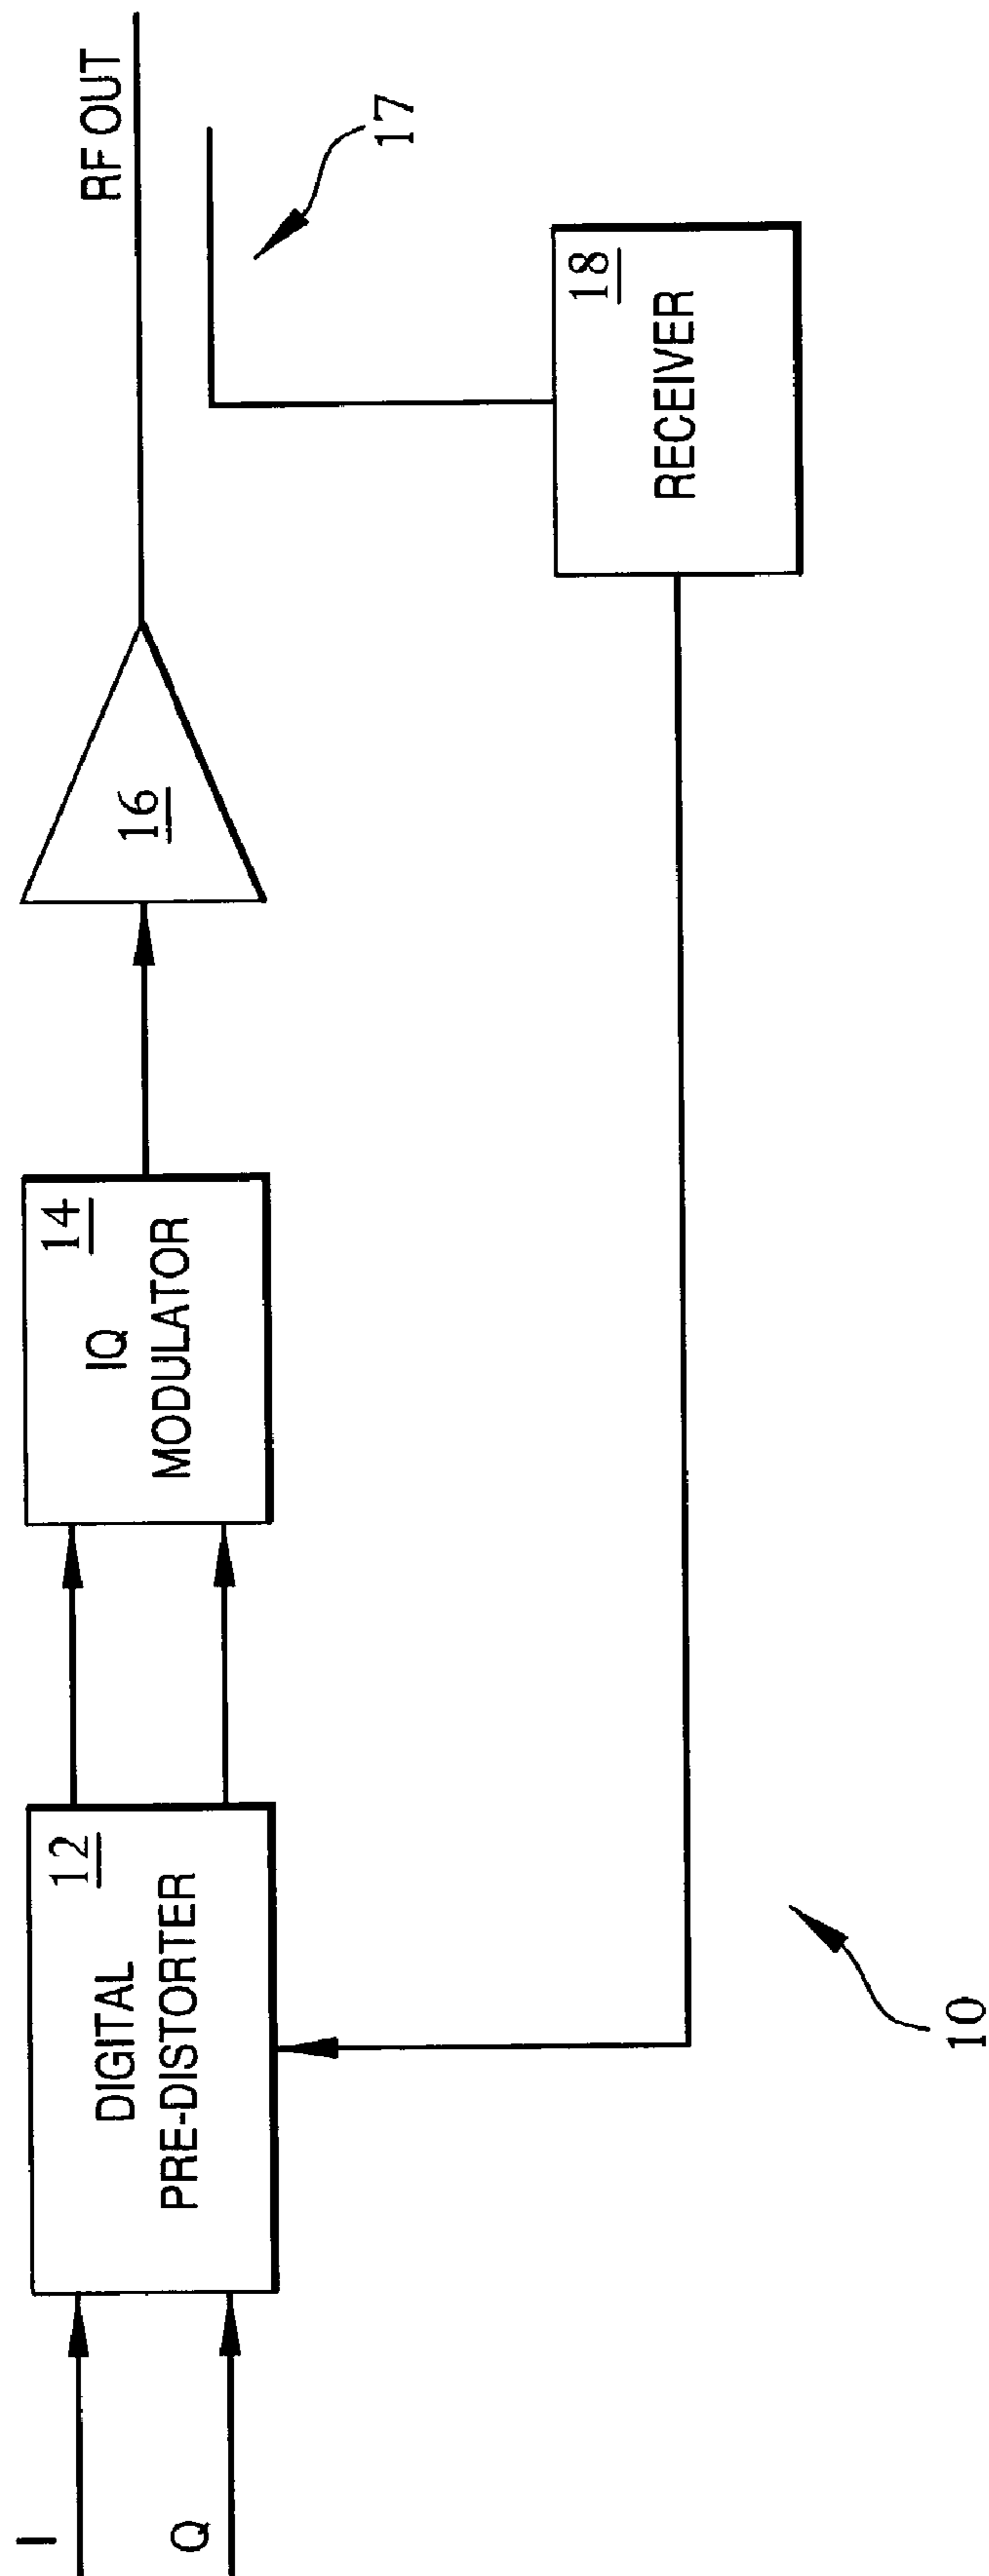 I
Q
12
DIGITAL
PRE-DISTORTER
14
IQ
MODULATOR
16
RF OUT
17
18
RECEIVER
10